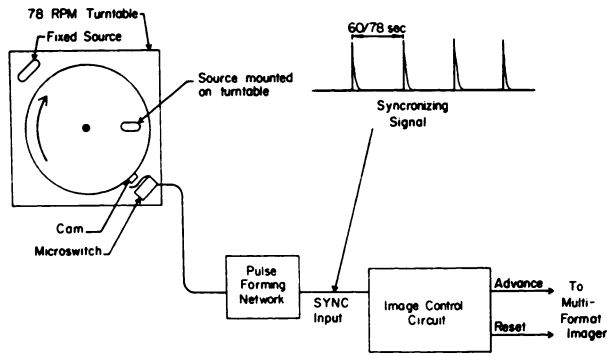 78 RPM Turntable
Fixed Source
60/78 sec
Source mounted
on turntable
Syncronizing
Signal
Cam
Microswitch
Pulse
Forming
Network
SYNC
Input
Image Control
Circuit
Advance
Reset
To
Multi-
Format
Imager